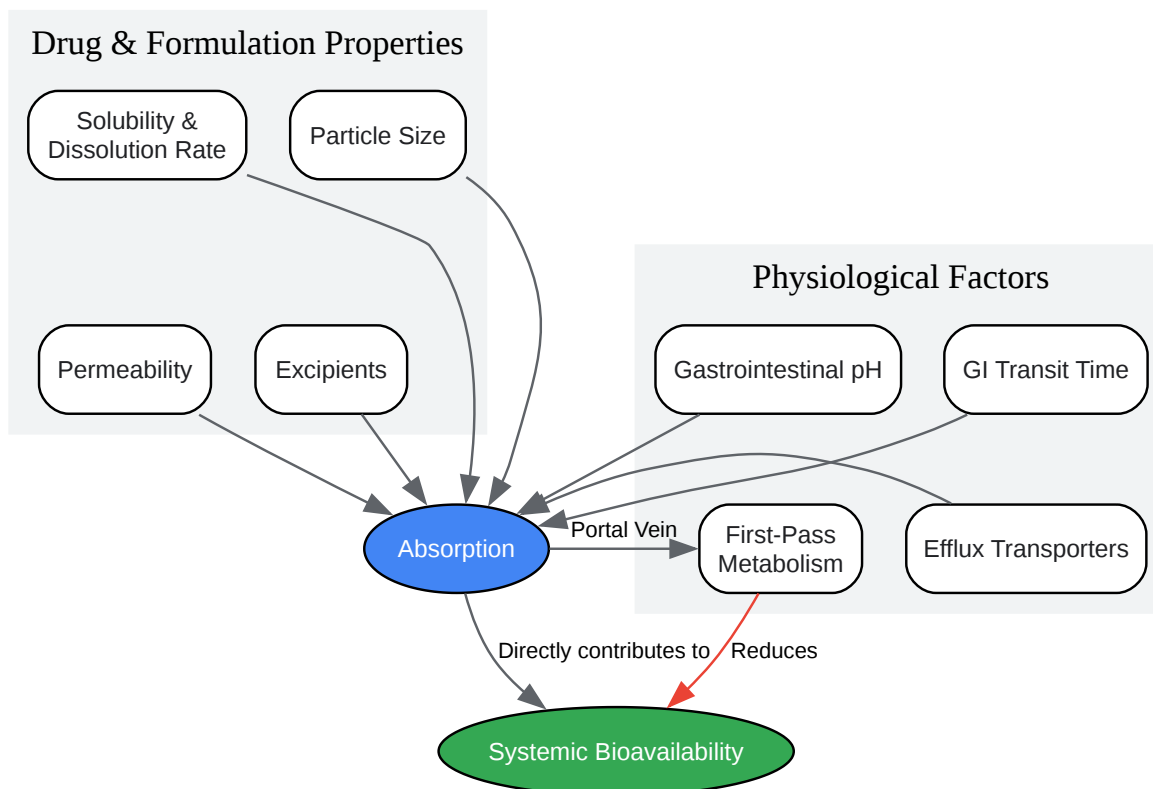 Drug & Formulation Properties
Solubility &
Dissolution Rate
Particle Size
Physiological Factors
Permeability
Excipients
Gastrointestinal pH
GI Transit Time
Portal Vein
Absorption
First-Pass
Metabolism
Efflux Transporters
Directly contributes to
Reduces
Systemic Bioavailability